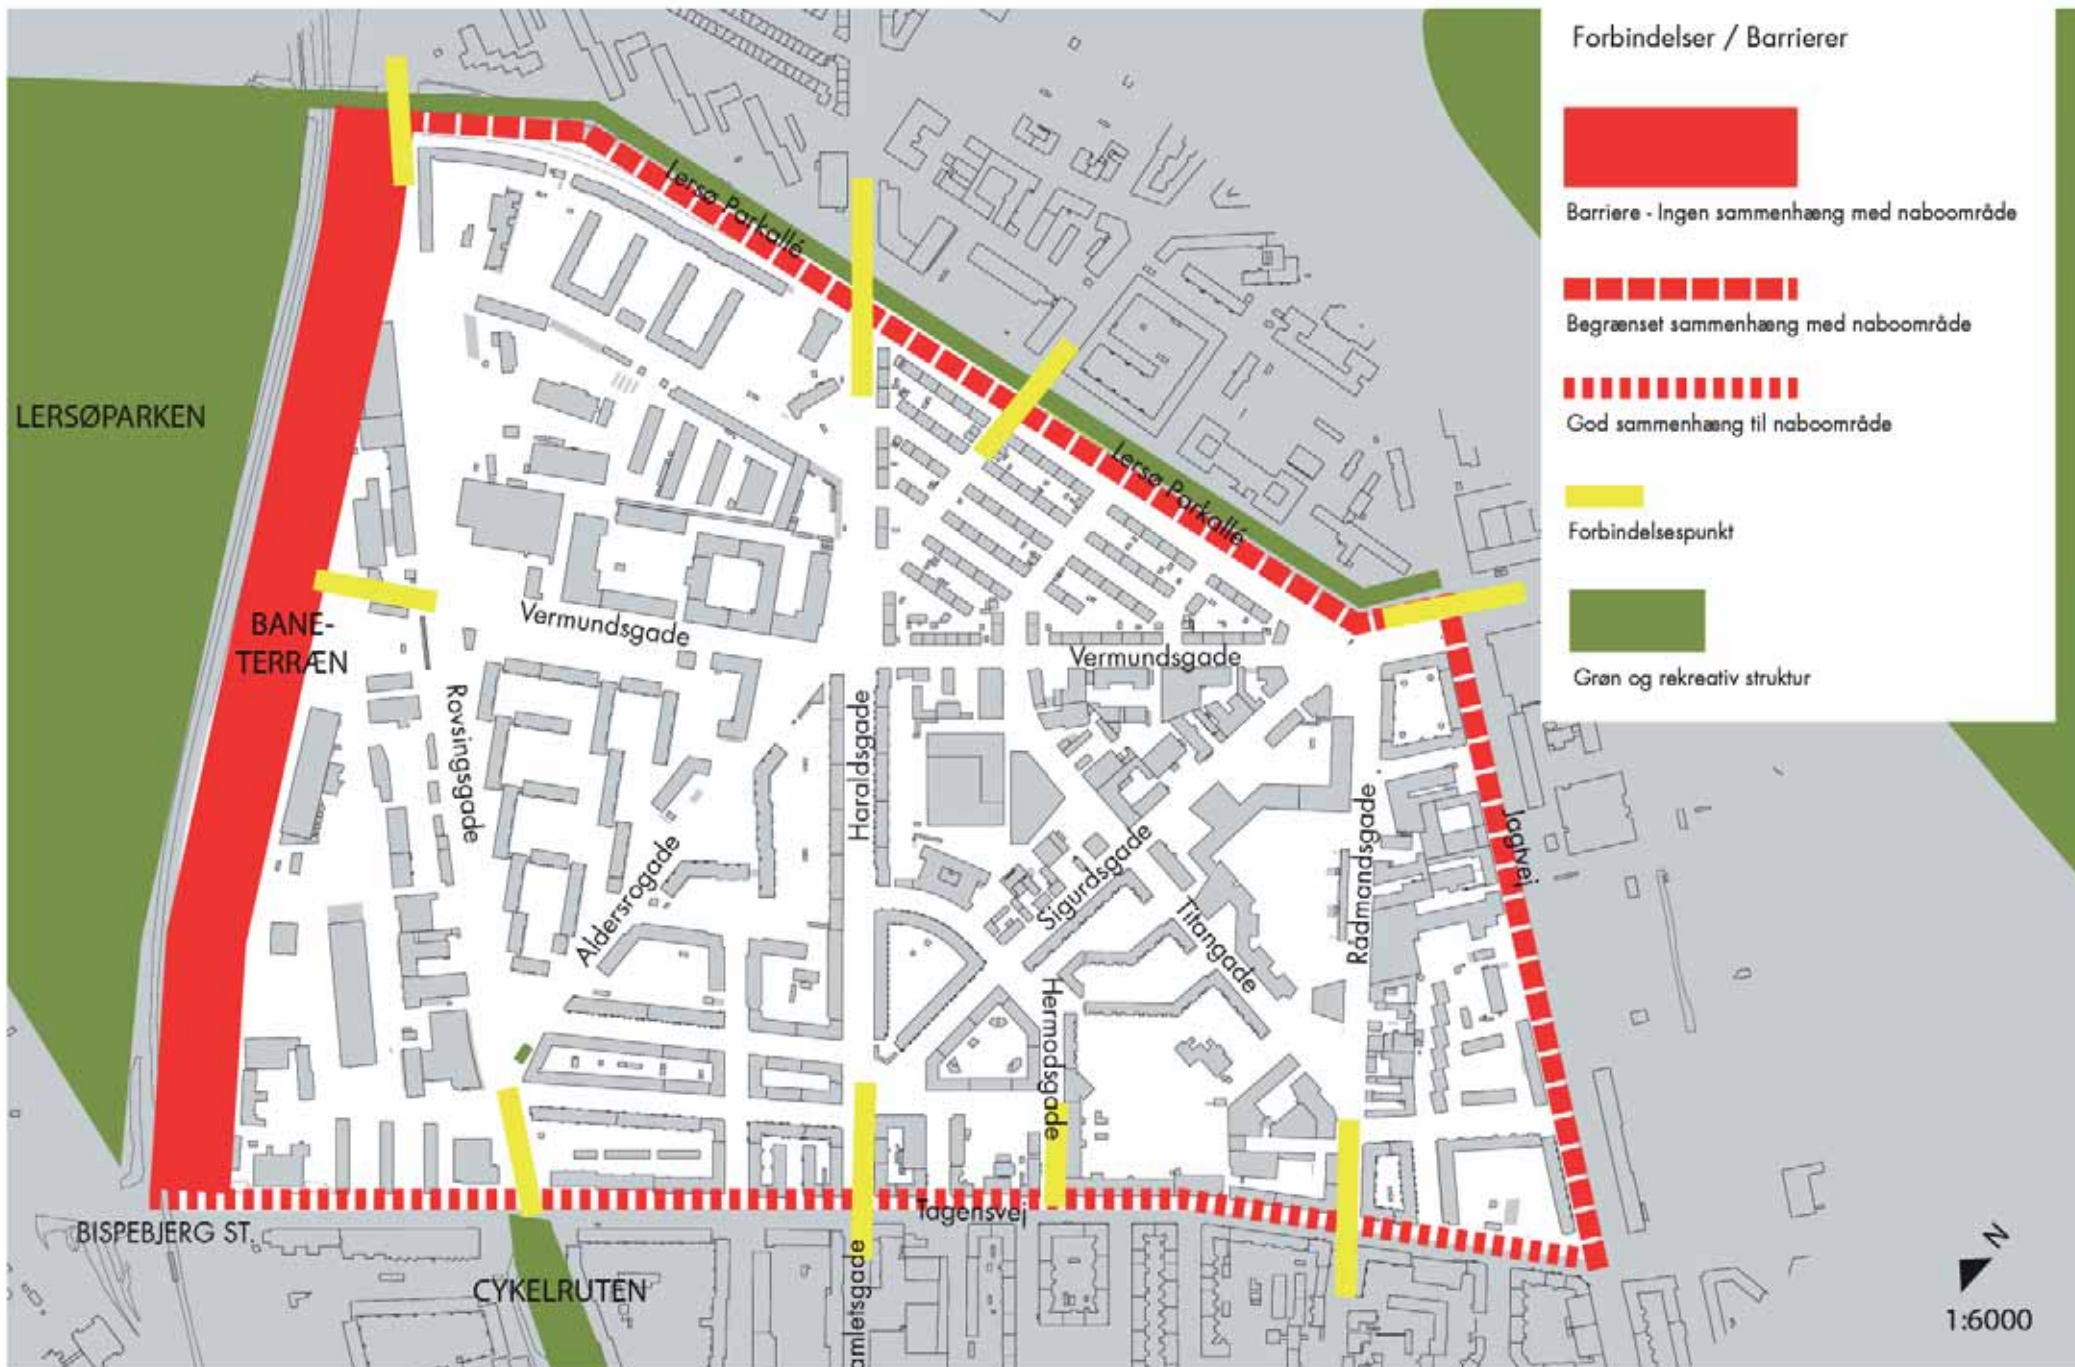 Forbindelser / Barrierer
Barriere - Ingen sammenhæng med naboområde
Begrænset sammenhæng med naboområde
God sammenhæng til naboområde
Forbindelsespunkt
Grøn og rekreativ struktur
Lersø Parkallé
LERSØPARKEN
Lersø Parkallé
BANE-
TERRÆN
Vermundsgade
Vermundsgade
Rovsingsgade
Haraldsgade
Aldersrogade
Sigurdsgade
Titangade
Rådmandsgade
Jagtvej
Hermodsgade
Tagensvej
BISPEBJERG ST.
CYKELRUTEN
amletsgade
N
1:6000